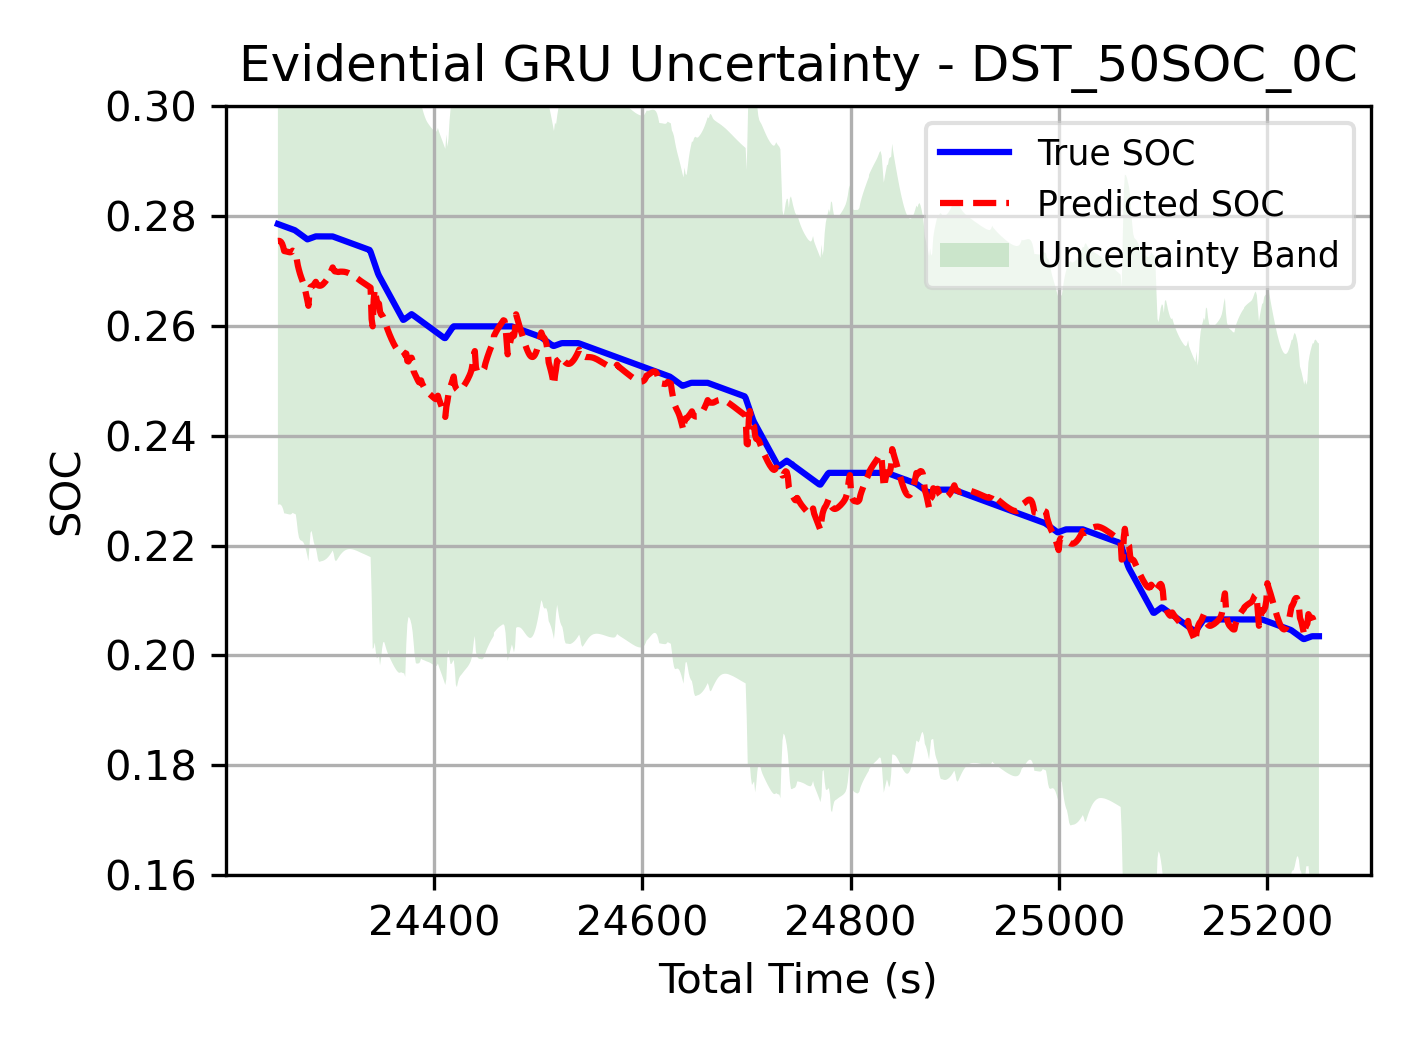 Evidential GRU Uncertainty - DST_50SOC_0C
0.30
0.28
0.26
0.24
0.22
0.20
0.18
0.16
SOC
True SOC
Predicted SOC
Uncertainty Band
24400 24600 24800 25000 25200
Total Time (s)